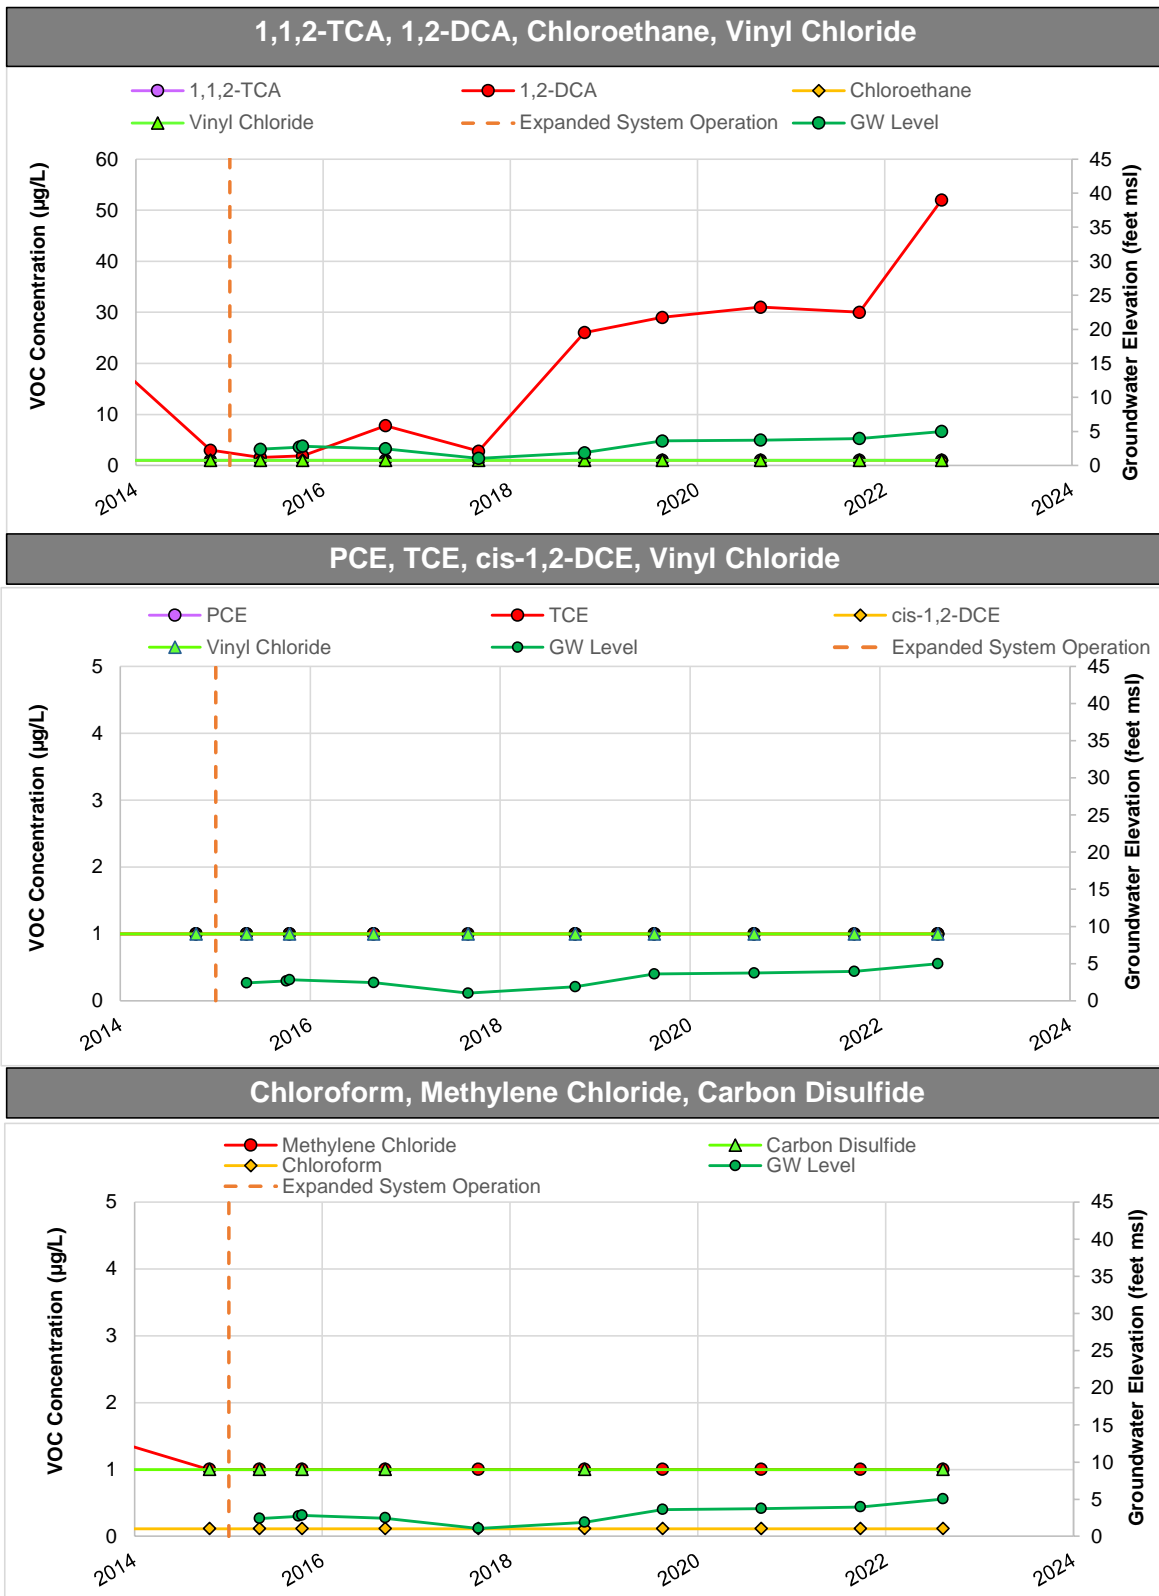 1,1,2-TCA, 1,2-DCA, Chloroethane, Vinyl Chloride
1,1,2-TCA 1,2-DCA Chloroethane
Vinyl Chloride Expanded System Operation GW Level
VOC Concentration (µg/L)
60
50
40
30
20
10
0
45
40
35
30
25
20
15
10
5
0
Groundwater Elevation (feet msl)
2014 2016 2018 2020 2022 2024
PCE, TCE, cis-1,2-DCE, Vinyl Chloride
PCE TCE cis-1,2-DCE
Vinyl Chloride GW Level Expanded System Operation
VOC Concentration (µg/L)
5
4
3
2
1
0
45
40
35
30
25
20
15
10
5
0
Groundwater Elevation (feet msl)
2014 2016 2018 2020 2022 2024
Chloroform, Methylene Chloride, Carbon Disulfide
Methylene Chloride Carbon Disulfide
Chloroform GW Level
Expanded System Operation
VOC Concentration (µg/L)
5
4
3
2
1
0
45
40
35
30
25
20
15
10
5
0
Groundwater Elevation (feet msl)
2014 2016 2018 2020 2022 2024